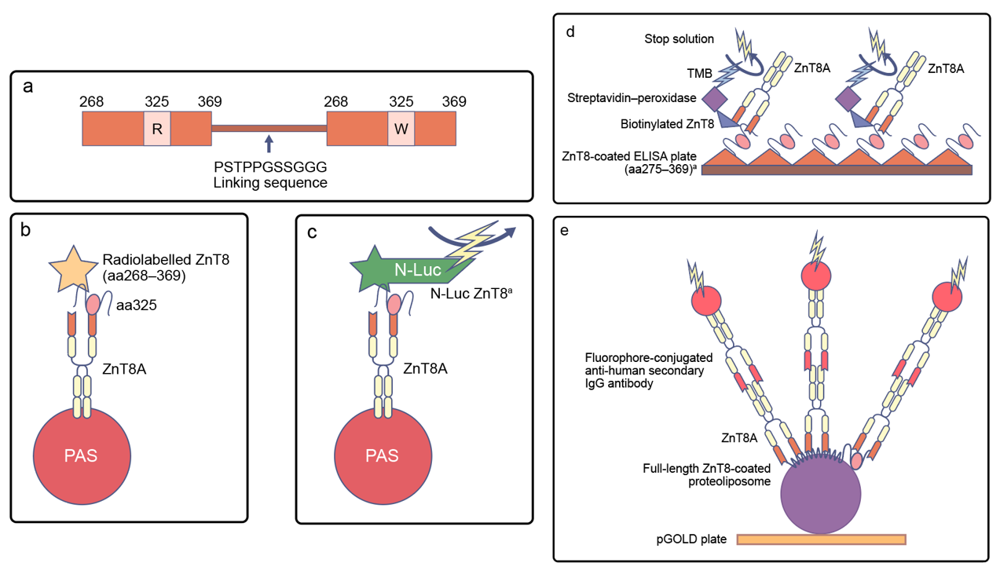 a
268 325 369 268 325 369
R W
PSTPPGSSGGG
Linking sequence
b
Radiolabelled ZnT8
(aa268–369)
aa325
ZnT8A
PAS
c
N-Luc
N-Luc ZnT8ᵃ
ZnT8A
PAS
d
Stop solution
TMB
ZnT8A
ZnT8A
Streptavidin–peroxidase
Biotinylated ZnT8
ZnT8-coated ELISA plate
(aa275–369)ᵃ
e
Fluorophore-conjugated
anti-human secondary
IgG antibody
ZnT8A
Full-length ZnT8-coated
proteoliposome
pGOLD plate